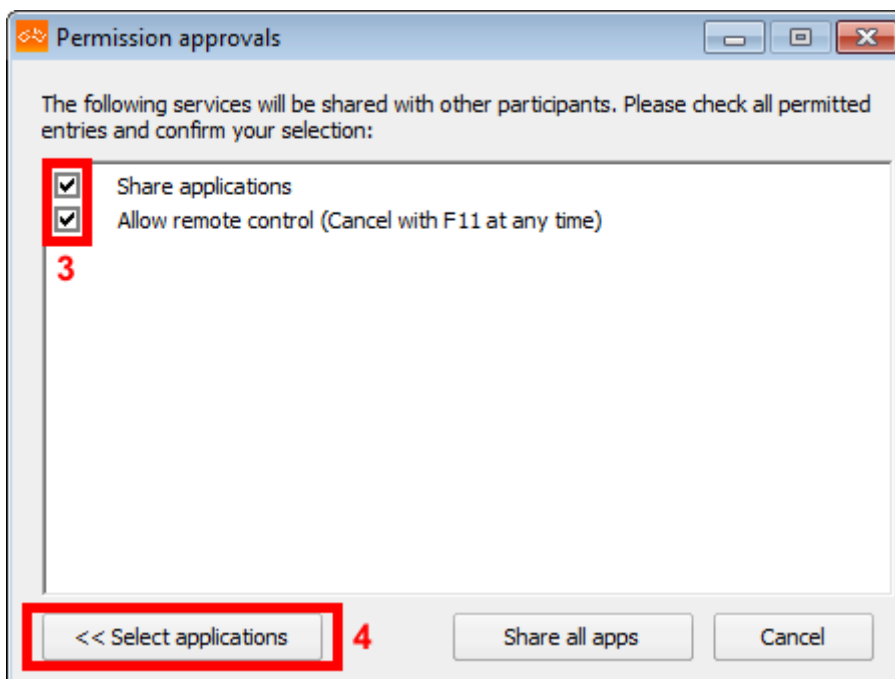 Permission approvals
The following services will be shared with other participants. Please check all permitted
entries and confirm your selection:
Share applications
Allow remote control (Cancel with F11 at any time)
3
<< Select applications
4
Share all apps
Cancel